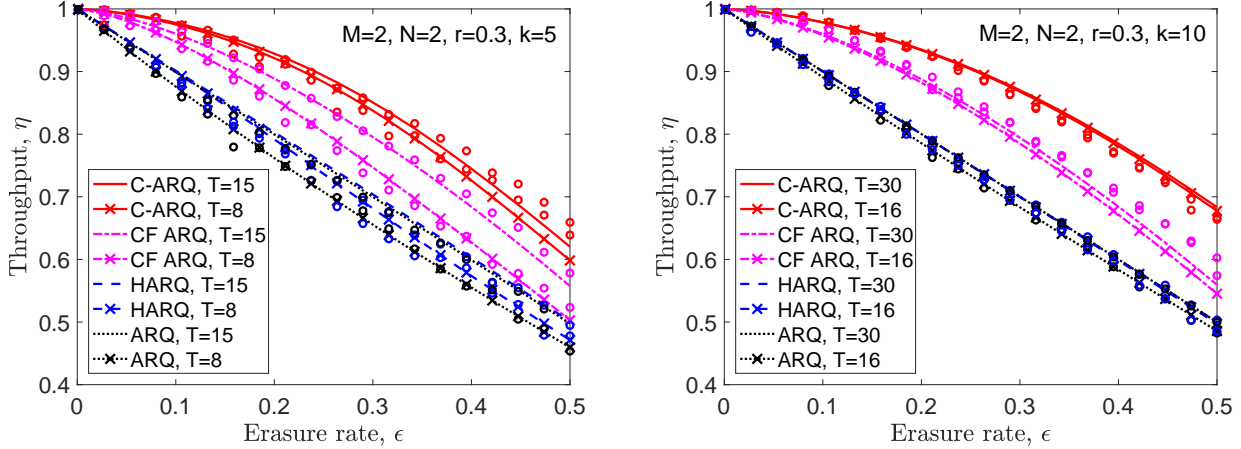 M=2, N=2, r=0.3, k=5
Throughput, η
1
0.9
0.8
0.7
0.6
0.5
0.4
C-ARQ, T=15
C-ARQ, T=8
CF ARQ, T=15
CF ARQ, T=8
HARQ, T=15
HARQ, T=8
ARQ, T=15
ARQ, T=8
0
0.1
0.2
0.3
0.4
0.5
Erasure rate, ϵ
M=2, N=2, r=0.3, k=10
Throughput, η
1
0.9
0.8
0.7
0.6
0.5
0.4
C-ARQ, T=30
C-ARQ, T=16
CF ARQ, T=30
CF ARQ, T=16
HARQ, T=30
HARQ, T=16
ARQ, T=30
ARQ, T=16
0
0.1
0.2
0.3
0.4
0.5
Erasure rate, ϵ